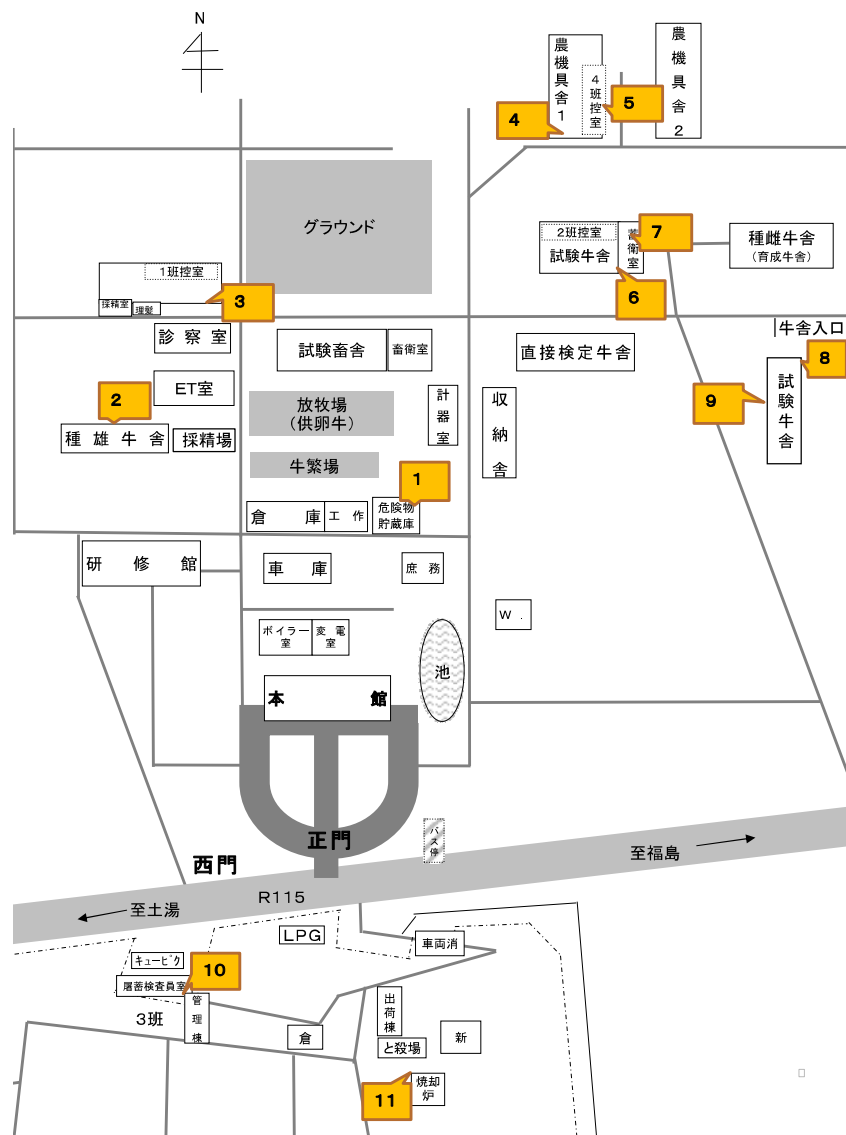 N
農機具舎1
4班控室
農機具舎2
4
5
グラウンド
2班控室
試験牛舎
蓄衛室
7
種雌牛舎
(育成牛舎)
1班控室
採精室
理髪
3
6
診察室
試験畜舎
畜衛室
直接検定牛舎
牛舎入口
8
試験牛舎
9
ET室
2
放牧場
(供卵牛)
計器室
収納舎
種雄牛舎
採精場
牛繁場
1
倉庫
工作
危険物
貯蔵庫
研修館
車庫
庶務
W.
ボイラー
室
変電
室
池
本館
正門
バス停
西門
至福島
R115
至土湯
LPG
車両消
キュービク
10
屠蓄検査員室
管理棟
3班
出荷棟
倉
と殺場
新
11
焼却
炉